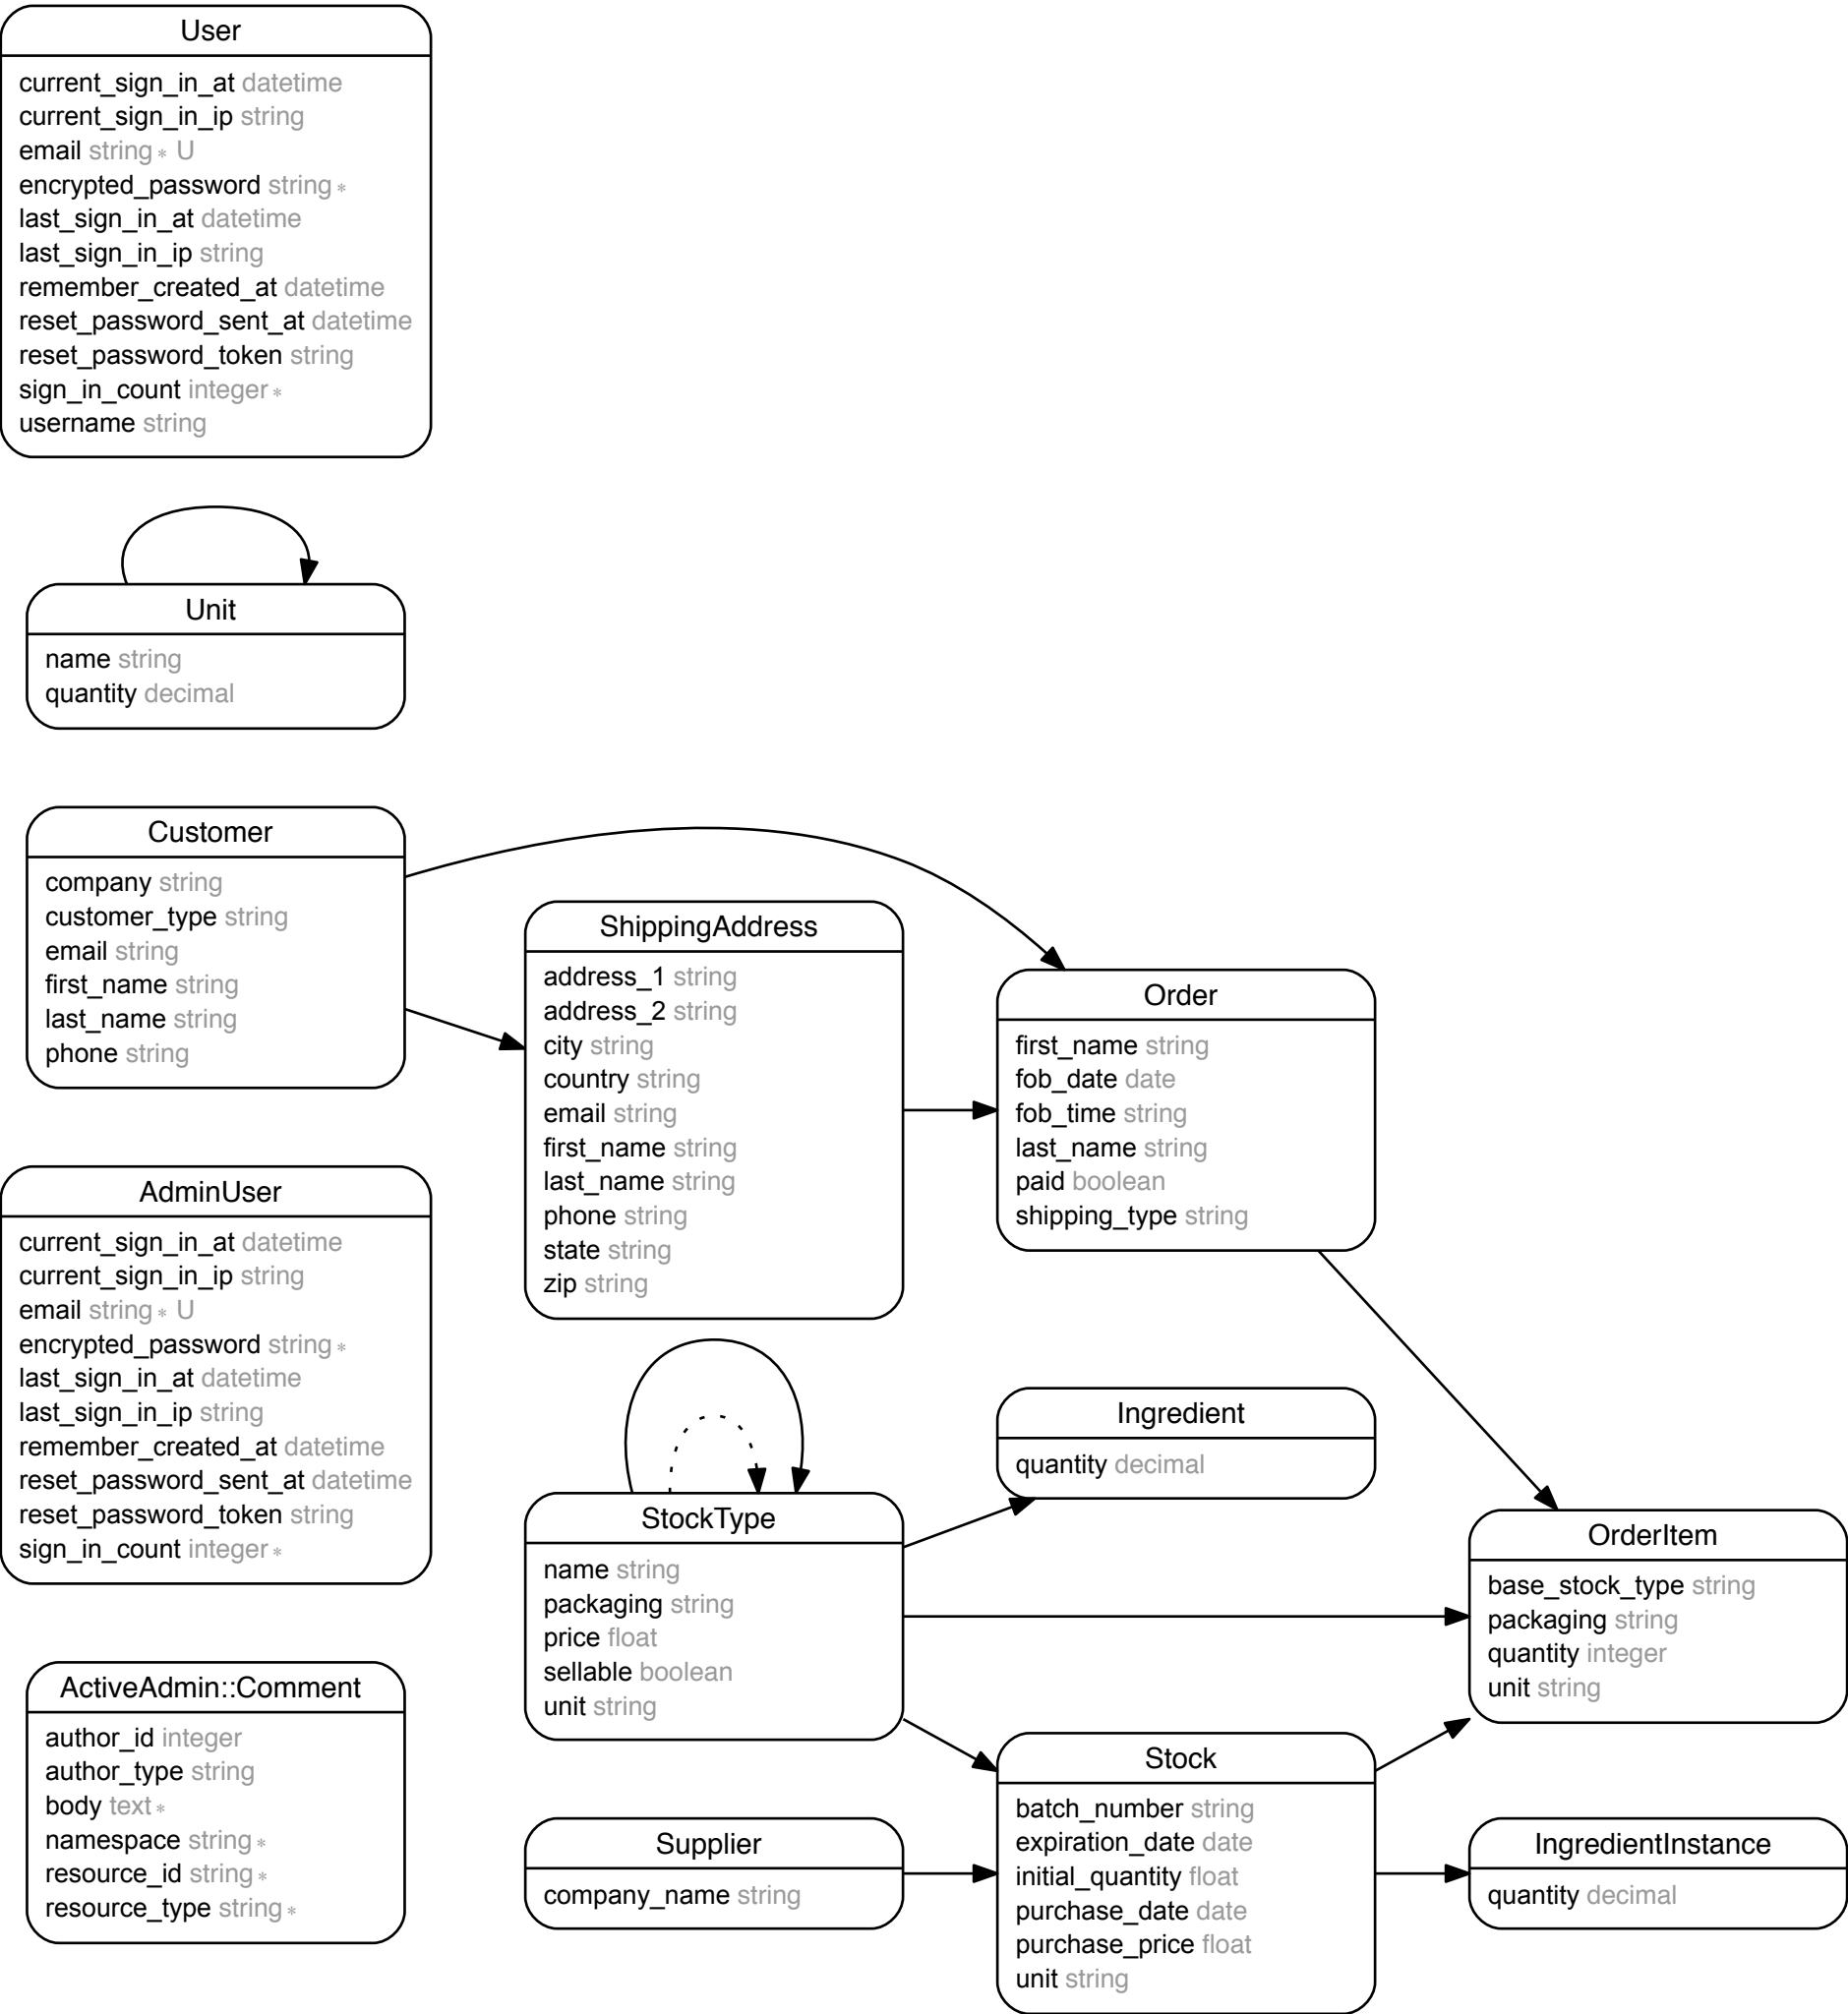 User
current_sign_in_at datetime
current_sign_in_ip string
email string * U
encrypted_password string *
last_sign_in_at datetime
last_sign_in_ip string
remember_created_at datetime
reset_password_sent_at datetime
reset_password_token string
sign_in_count integer *
username string
Unit
name string
quantity decimal
Customer
company string
customer_type string
email string
first_name string
last_name string
phone string
ShippingAddress
address_1 string
address_2 string
city string
country string
email string
first_name string
last_name string
phone string
state string
zip string
Order
first_name string
fob_date date
fob_time string
last_name string
paid boolean
shipping_type string
AdminUser
current_sign_in_at datetime
current_sign_in_ip string
email string * U
encrypted_password string *
last_sign_in_at datetime
last_sign_in_ip string
remember_created_at datetime
reset_password_sent_at datetime
reset_password_token string
sign_in_count integer *
Ingredient
quantity decimal
StockType
name string
packaging string
price float
sellable boolean
unit string
OrderItem
base_stock_type string
packaging string
quantity integer
unit string
ActiveAdmin::Comment
author_id integer
author_type string
body text *
namespace string *
resource_id string *
resource_type string *
Supplier
company_name string
Stock
batch_number string
expiration_date date
initial_quantity float
purchase_date date
purchase_price float
unit string
IngredientInstance
quantity decimal